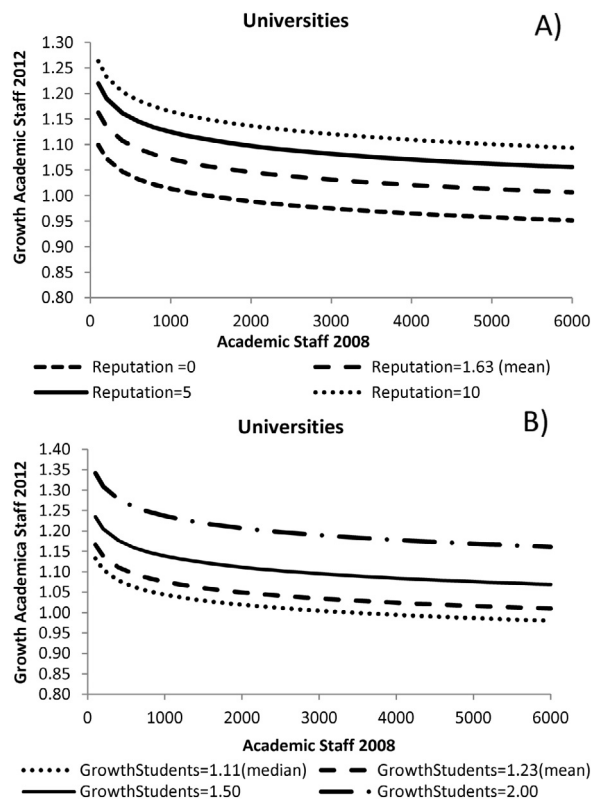 Universities
A)
Growth Academic Staff 2012
1.30
1.25
1.20
1.15
1.10
1.05
1.00
0.95
0.90
0.85
0.80
0 1000 2000 3000 4000 5000 6000
Academic Staff 2008
Reputation =0 Reputation=1.63 (mean)
Reputation=5 Reputation=10
Universities
B)
Growth Academica Staff 2012
1.40
1.35
1.30
1.25
1.20
1.15
1.10
1.05
1.00
0.95
0.90
0.85
0.80
0 1000 2000 3000 4000 5000 6000
Academic Staff 2008
GrowthStudents=1.11(median) GrowthStudents=1.23(mean)
GrowthStudents=1.50 GrowthStudents=2.00